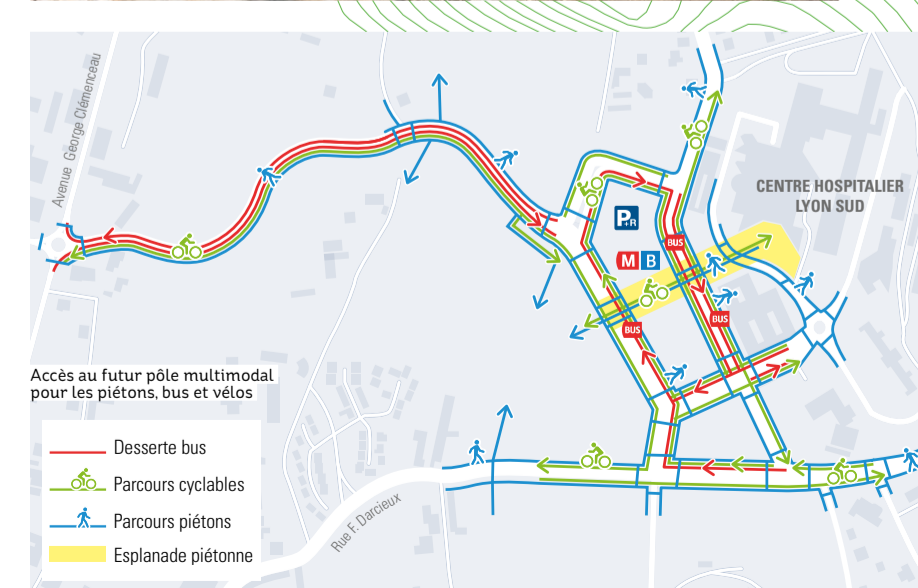 Avenue George Clémenceau
CENTRE HOSPITALIER
LYON SUD
P+R
M B
BUS
BUS
BUS
Accès au futur pôle multimodal
pour les piétons, bus et vélos
Desserte bus
Parcours cyclables
Parcours piétons
Esplanade piétonne
Rue F. Darcieux